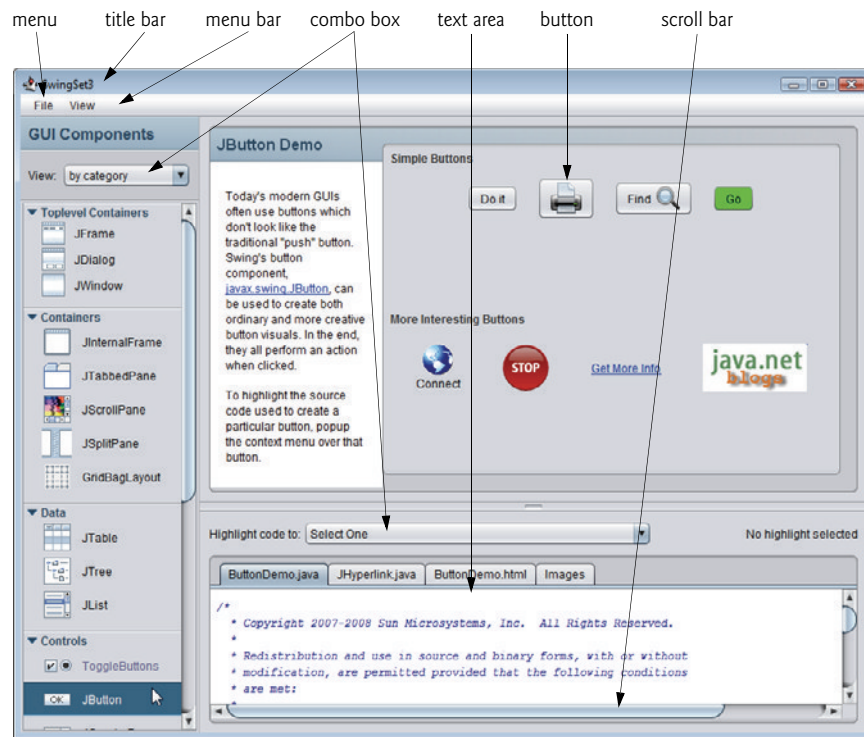 menu title bar menu bar combo box text area button scroll bar
SwingSet3
File View
GUI Components
View: by category
Toplevel Containers
JFrame
JDialog
JWindow
Containers
JInternalFrame
JTabbedPane
JScrollPane
JSplitPane
GridBagLayout
Data
JTable
JTree
JList
Controls
ToggleButtons
OK JButton
JButton Demo
Today's modern GUIs
often use buttons which
don't look like the
traditional "push" button.
Swing's button
component,
javax.swing.JButton, can
be used to create both
ordinary and more creative
button visuals. In the end,
they all perform an action
when clicked.
To highlight the source
code used to create a
particular button, popup
the context menu over that
button.
Simple Buttons
Do it Find Go
More Interesting Buttons
Connect
STOP
Get More Info
java.net
blogs
Highlight code to: Select One No highlight selected
ButtonDemo.java JHyperlink.java ButtonDemo.html Images
/*
* Copyright 2007-2008 Sun Microsystems, Inc. All Rights Reserved.
*
* Redistribution and use in source and binary forms, with or without
* modification, are permitted provided that the following conditions
* are met:
*